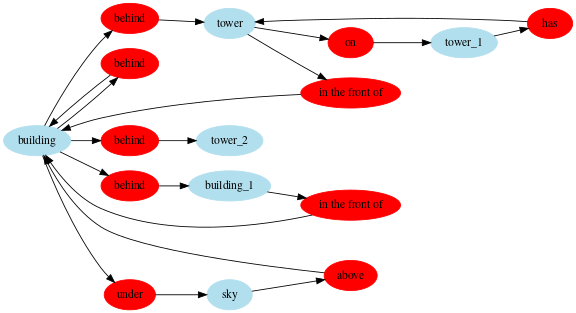 behind
tower
has
on
tower_1
behind
in the front of
building
behind
tower_2
behind
building_1
in the front of
above
under
sky